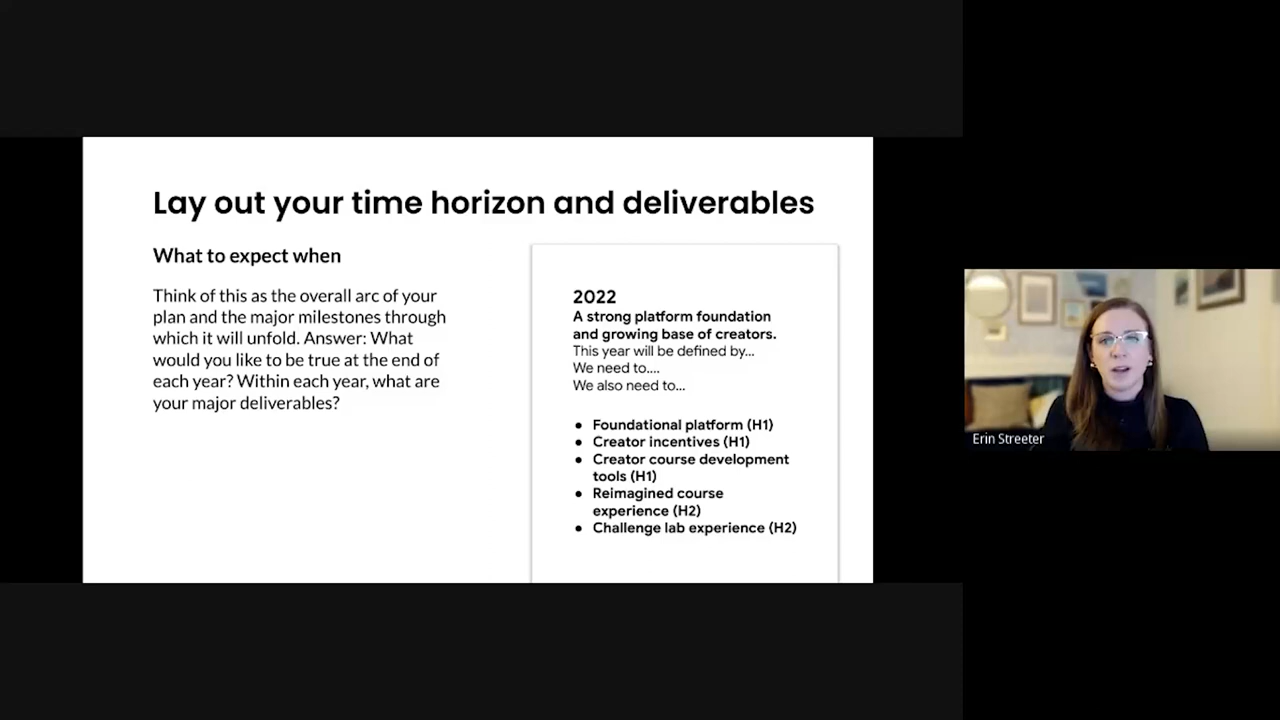 Lay out your time horizon and deliverables
What to expect when
Think of this as the overall arc of your
plan and the major milestones through
which it will unfold. Answer: What
would you like to be true at the end of
each year? Within each year, what are
your major deliverables?
2022
A strong platform foundation
and growing base of creators.
This year will be defined by...
We need to....
We also need to...
● Foundational platform (H1)
● Creator incentives (H1)
● Creator course development
tools (H1)
● Reimagined course
experience (H2)
● Challenge lab experience (H2)
Erin Streeter